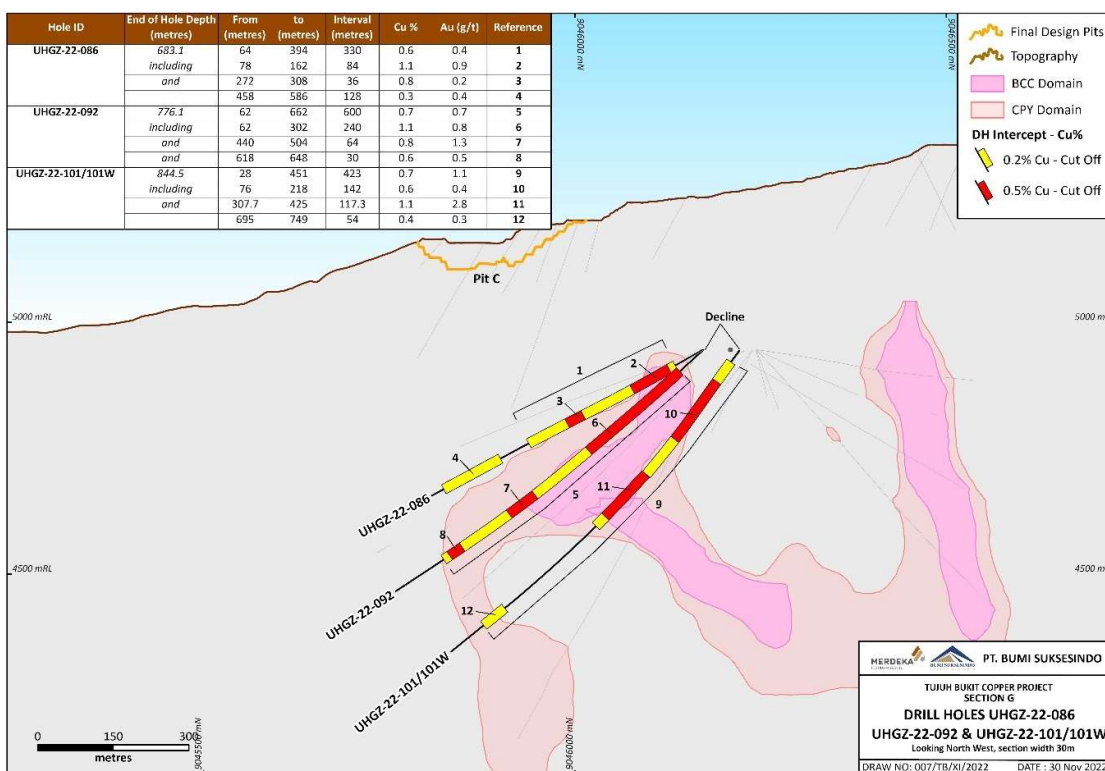 Hole ID End of Hole Depth (metres) From (metres) to (metres) Interval (metres) Cu % Au (g/t) Reference
UHGZ-22-086 683.1 64 394 330 0.6 0.4 1
including 78 162 84 1.1 0.9 2
and 272 308 36 0.8 0.2 3
458 586 128 0.3 0.4 4
UHGZ-22-092 776.1 62 662 600 0.7 0.7 5
including 62 302 240 1.1 0.8 6
and 440 504 64 0.8 1.3 7
and 618 648 30 0.6 0.5 8
UHGZ-22-101/101W 844.5 28 451 423 0.7 1.1 9
including 76 218 142 0.6 0.4 10
and 307.7 425 117.3 1.1 2.8 11
695 749 54 0.4 0.3 12
9046000 mN
9046500 mN
Final Design Pits
Topography
BCC Domain
CPY Domain
DH Intercept - Cu%
0.2% Cu - Cut Off
0.5% Cu - Cut Off
Pit C
5000 mRL
5000 m
Decline
1
2
3
4
5
6
7
8
9
10
11
12
UHGZ-22-086
UHGZ-22-092
UHGZ-22-101/101W
4500 mRL
4500 m
0 150 300
metres
9045500 mN
9046000 mN
MERDEKA
BUMI SUKSESINDO
PT. BUMI SUKSESINDO
TUJUH BUKIT COPPER PROJECT
SECTION G
DRILL HOLES UHGZ-22-086
UHGZ-22-092 & UHGZ-22-101/101W
Looking North West, section width 30m
DRAW NO: 007/TB/XI/2022 DATE : 30 Nov 2022